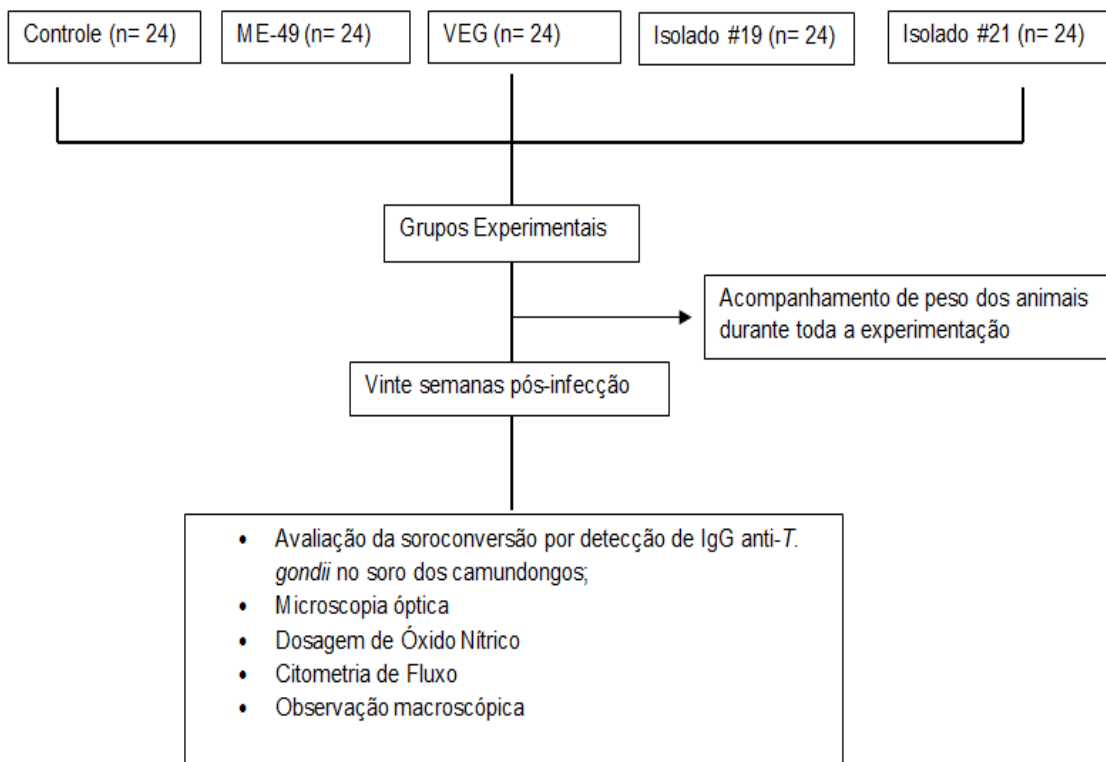 Controle (n= 24)
ME-49 (n= 24)
VEG (n= 24)
Isolado #19 (n= 24)
Isolado #21 (n= 24)
Grupos Experimentais
Acompanhamento de peso dos animais
durante toda a experimentação
Vinte semanas pós-infecção
• Avaliação da soroconversão por detecção de IgG anti-T.
gondii no soro dos camundongos;
• Microscopia óptica
• Dosagem de Óxido Nítrico
• Citometria de Fluxo
• Observação macroscópica